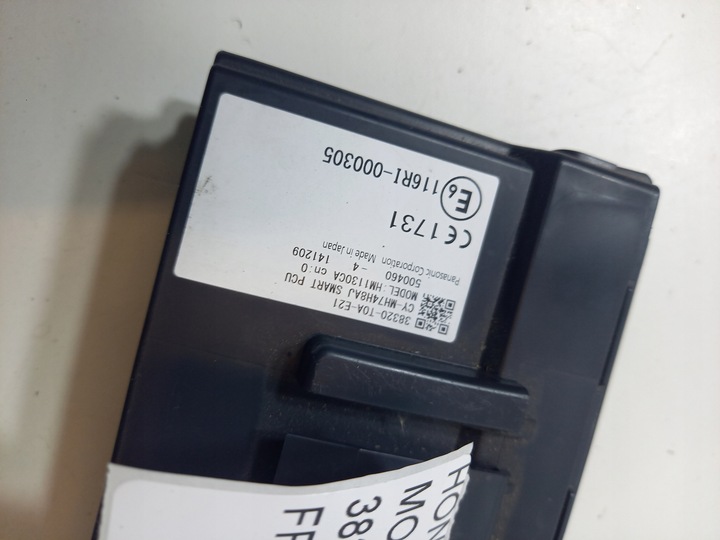 38320-T0A-E21
CY-MH74H8AJ SMART PCU
MODEL:HM1130CA cn:0
500460 -4 141209
Panasonic Corporation Made in Japan
CE1731
E6 116RI-000305
HON
MO
38
FR